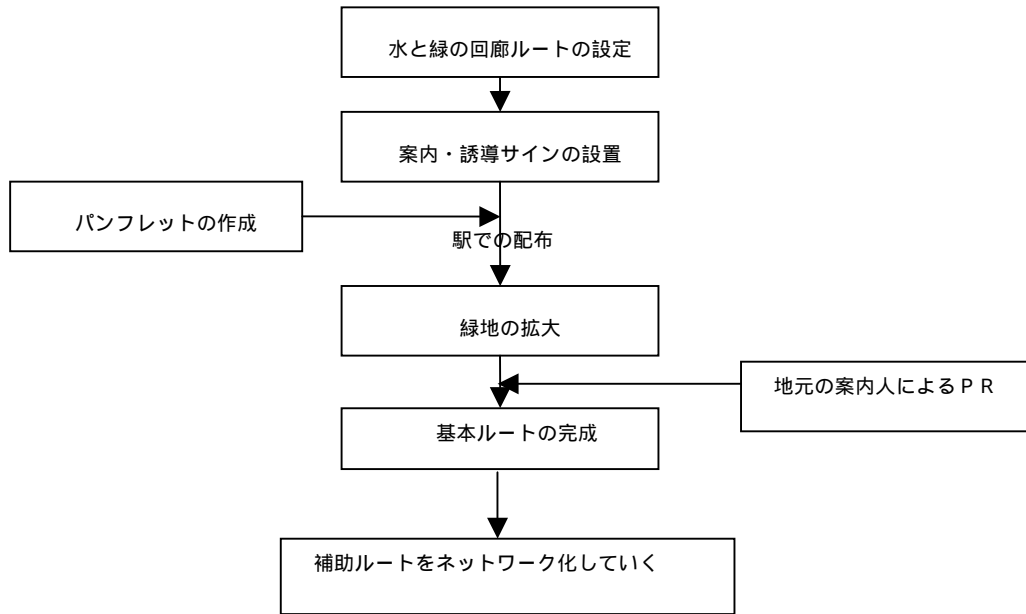 水と緑の回廊ルートの設定
案内・誘導サインの設置
パンフレットの作成
駅での配布
緑地の拡大
地元の案内人によるＰＲ
基本ルートの完成
補助ルートをネットワーク化していく